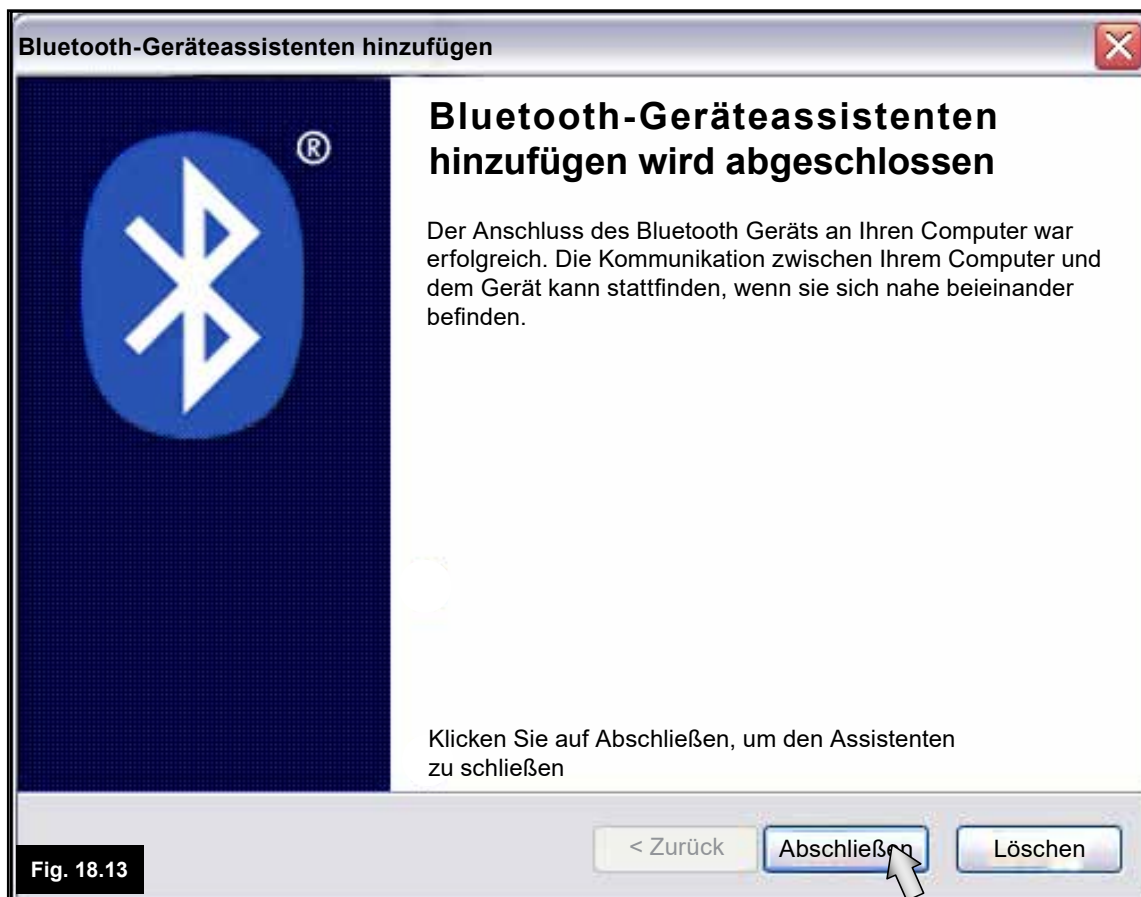 Bluetooth-Geräteassistenten hinzufügen
®
Bluetooth-Geräteassistenten
hinzufügen wird abgeschlossen
Der Anschluss des Bluetooth Geräts an Ihren Computer war
erfolgreich. Die Kommunikation zwischen Ihrem Computer und
dem Gerät kann stattfinden, wenn sie sich nahe beieinander
befinden.
Klicken Sie auf Abschließen, um den Assistenten
zu schließen
< Zurück
Abschließen
Löschen
Fig. 18.13